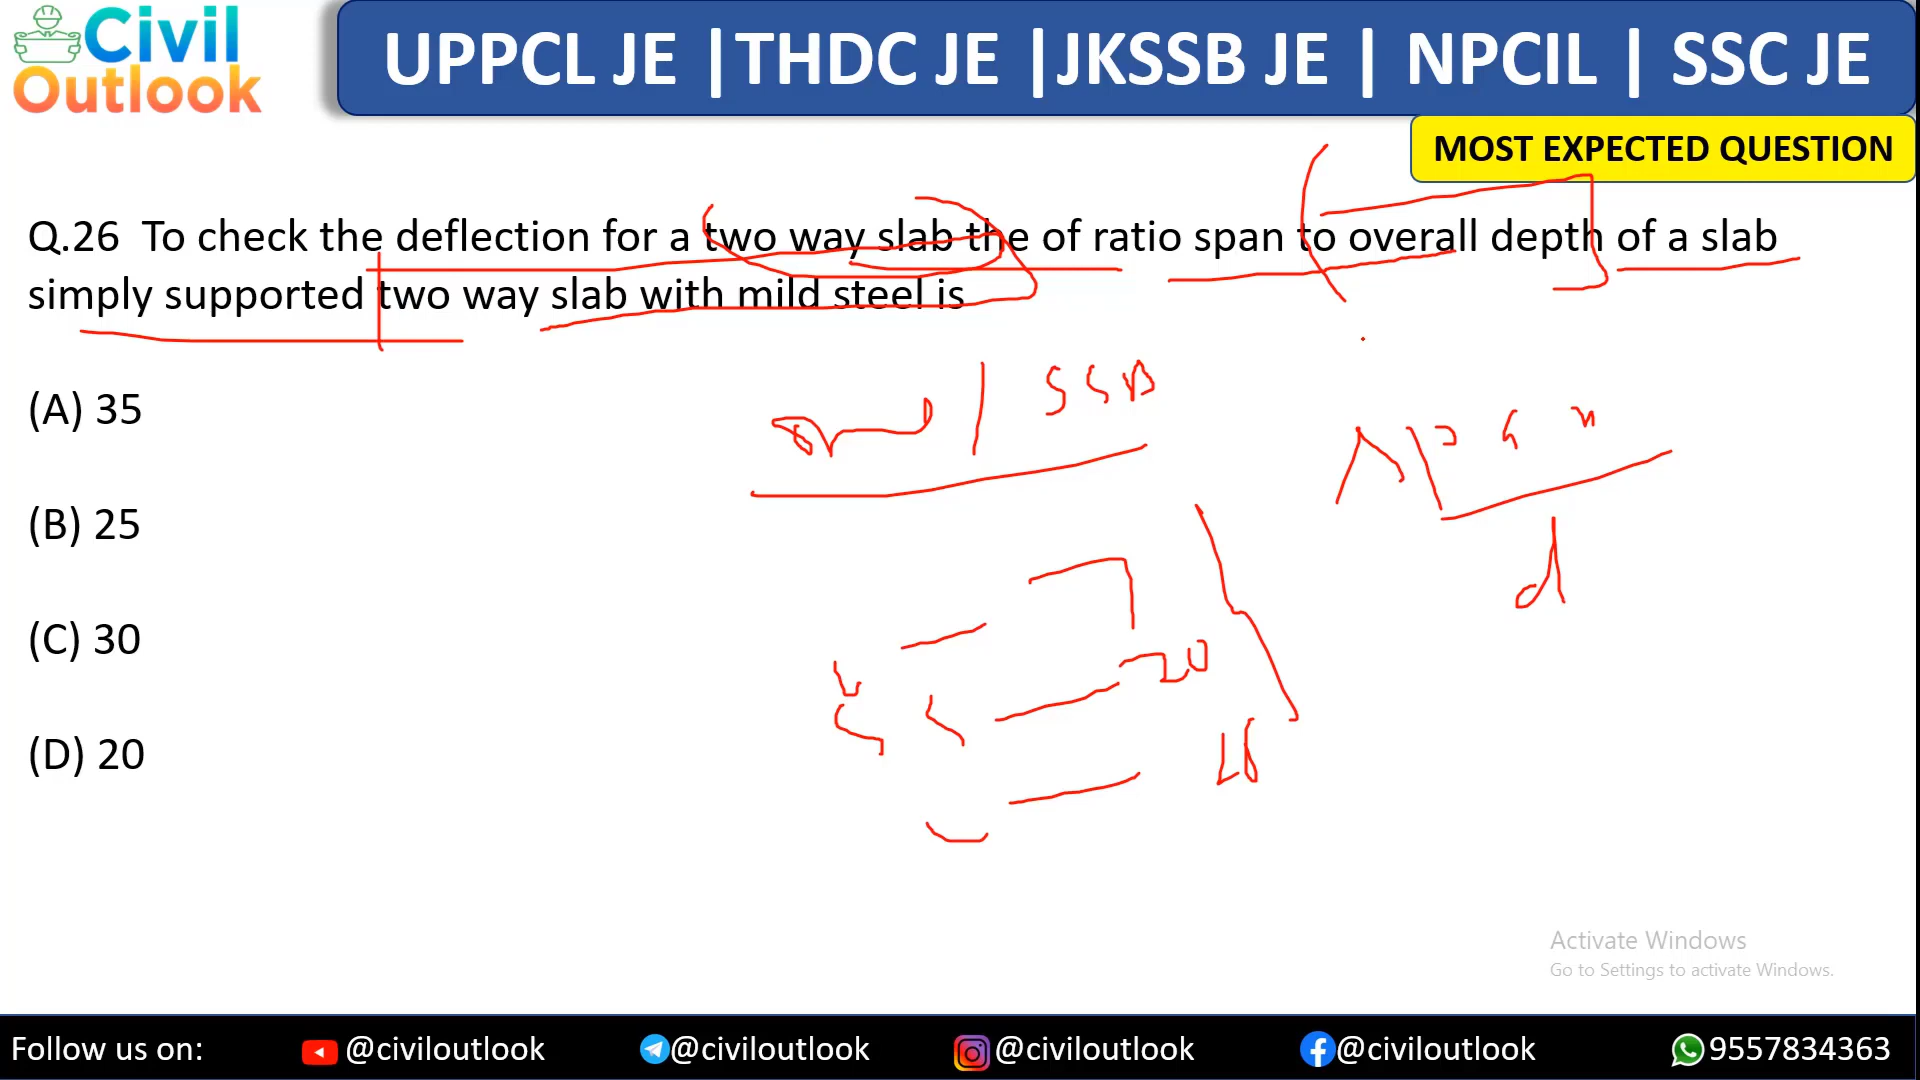 Civil
Outlook
UPPCL JE |THDC JE |JKSSB JE | NPCIL | SSC JE
MOST EXPECTED QUESTION
Q.26 To check the deflection for a two way slab the of ratio span to overall depth of a slab
simply supported two way slab with mild steel is
(A) 35
(B) 25
(C) 30
(D) 20
SSB
d
20
Activate Windows
Go to Settings to activate Windows.
Follow us on: @civiloutlook @civiloutlook @civiloutlook @civiloutlook 9557834363